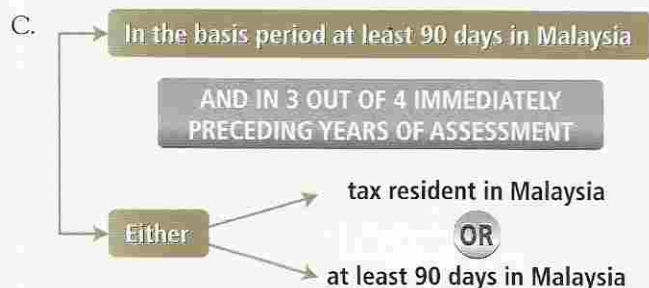 C.
In the basis period at least 90 days in Malaysia
AND IN 3 OUT OF 4 IMMEDIATELY
PRECEDING YEARS OF ASSESSMENT
Either
tax resident in Malaysia
OR
at least 90 days in Malaysia